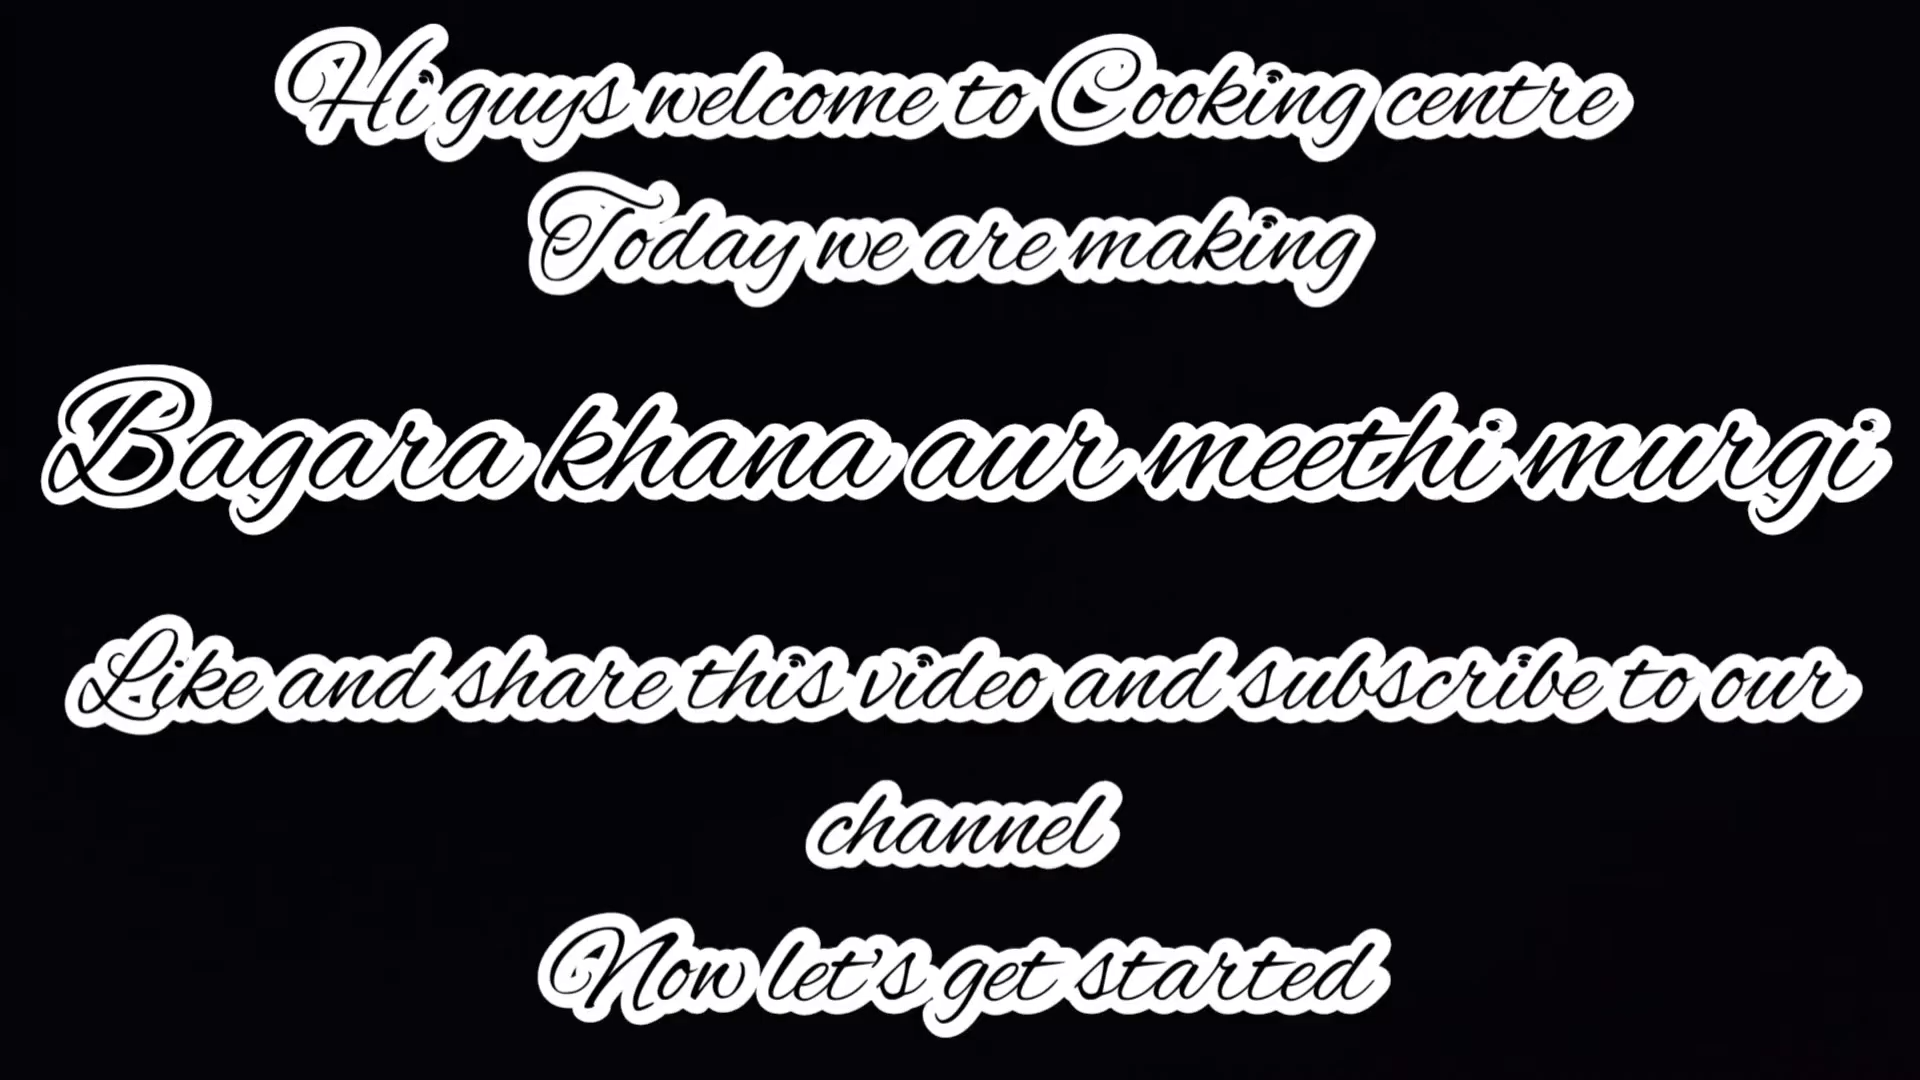 Hi guys welcome to Cooking centre
Today we are making
Bagara khana aur meethi murgi
Like and share this video and subscribe to our
channel
Now let's get started